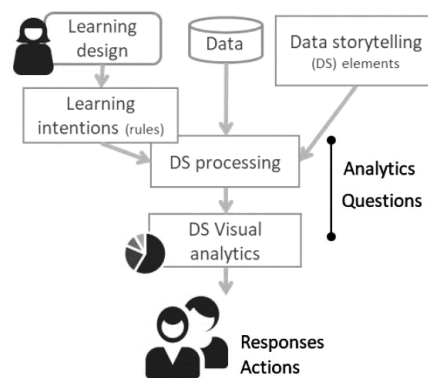 Learning
design
Data
Data storytelling
(DS) elements
Learning
intentions (rules)
DS processing
Analytics
Questions
DS Visual
analytics
Responses
Actions